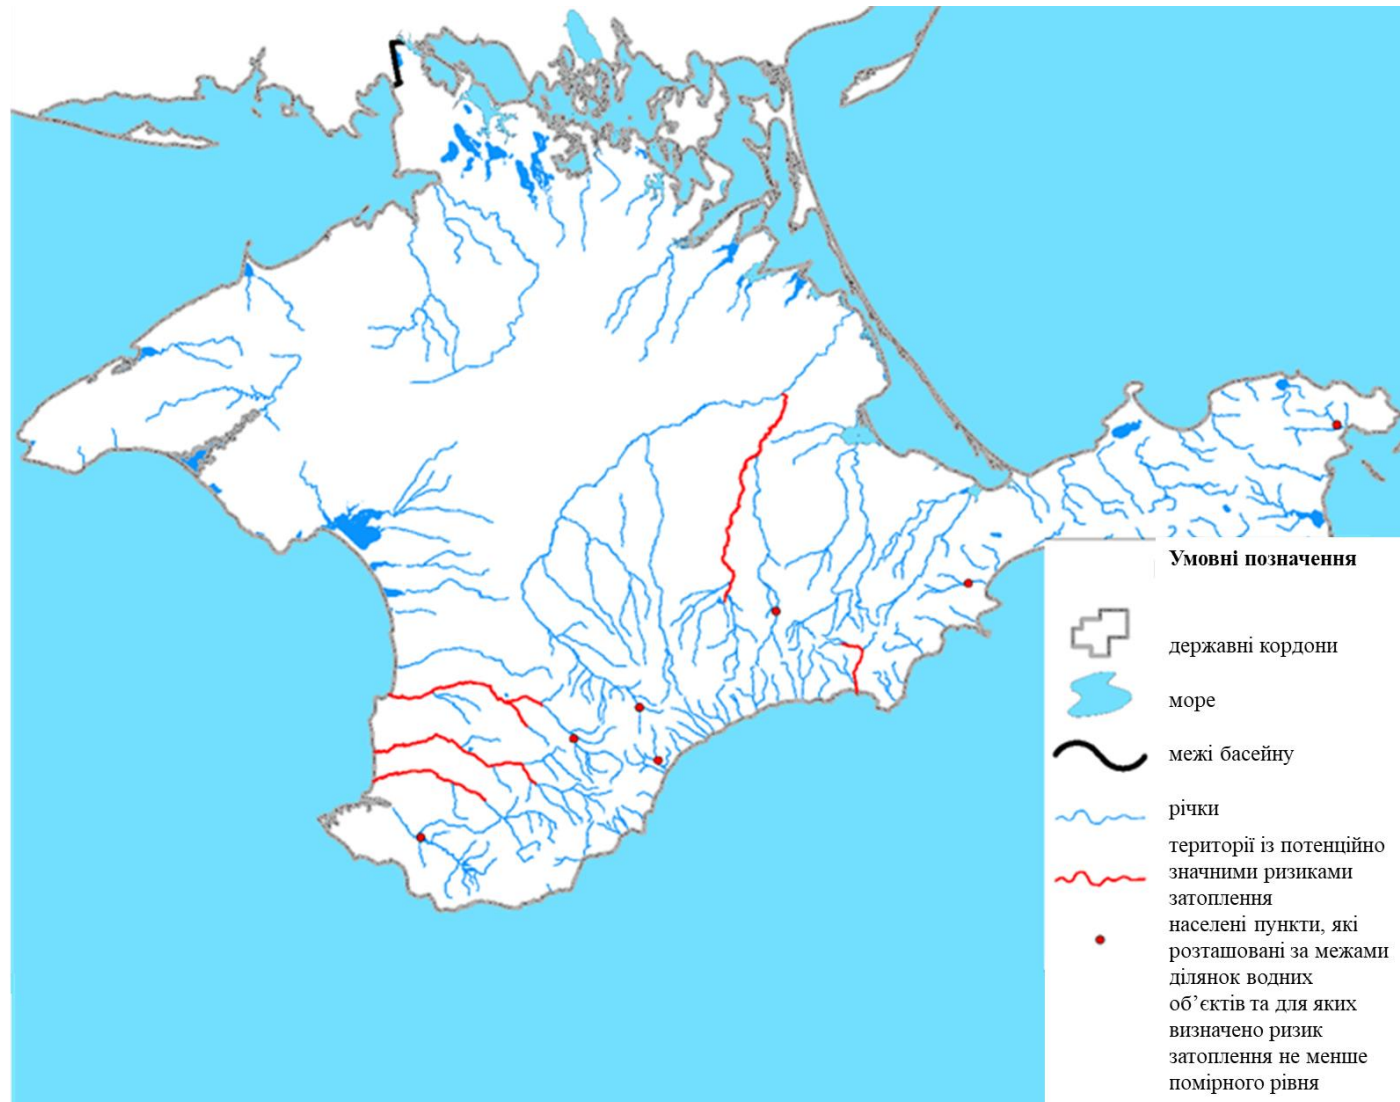 Умовні позначення
державні кордони
море
межі басейну
річки
території із потенційно
значними ризиками
затоплення
населені пункти, які
розташовані за межами
ділянок водних
об’єктів та для яких
визначено ризик
затоплення не менше
помірного рівня